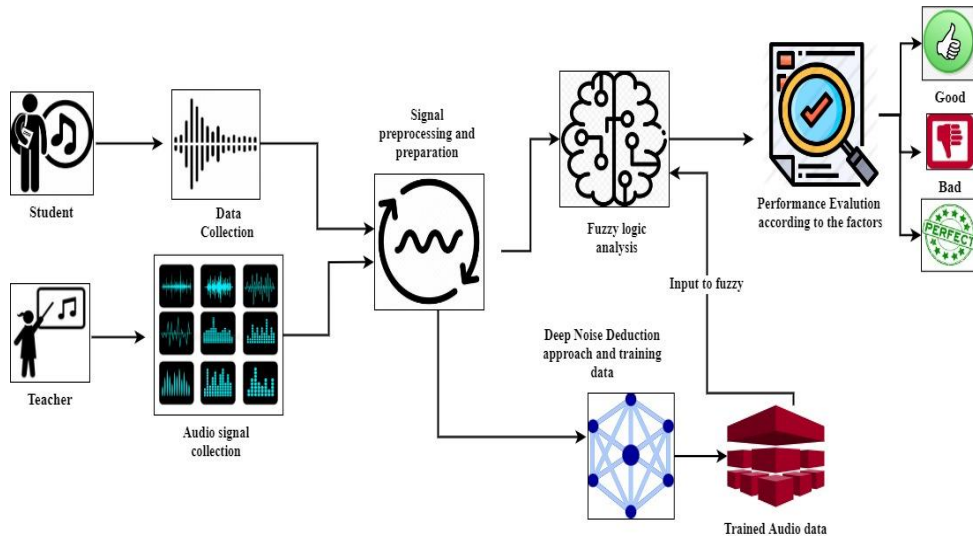 Student
Data
Collection
Teacher
Audio signal
collection
Signal
preprocessing and
preparation
Fuzzy logic
analysis
Input to fuzzy
Deep Noise Deduction
approach and training
data
Trained Audio data
Performance Evalution
according to the factors
Good
Bad
PERFECT